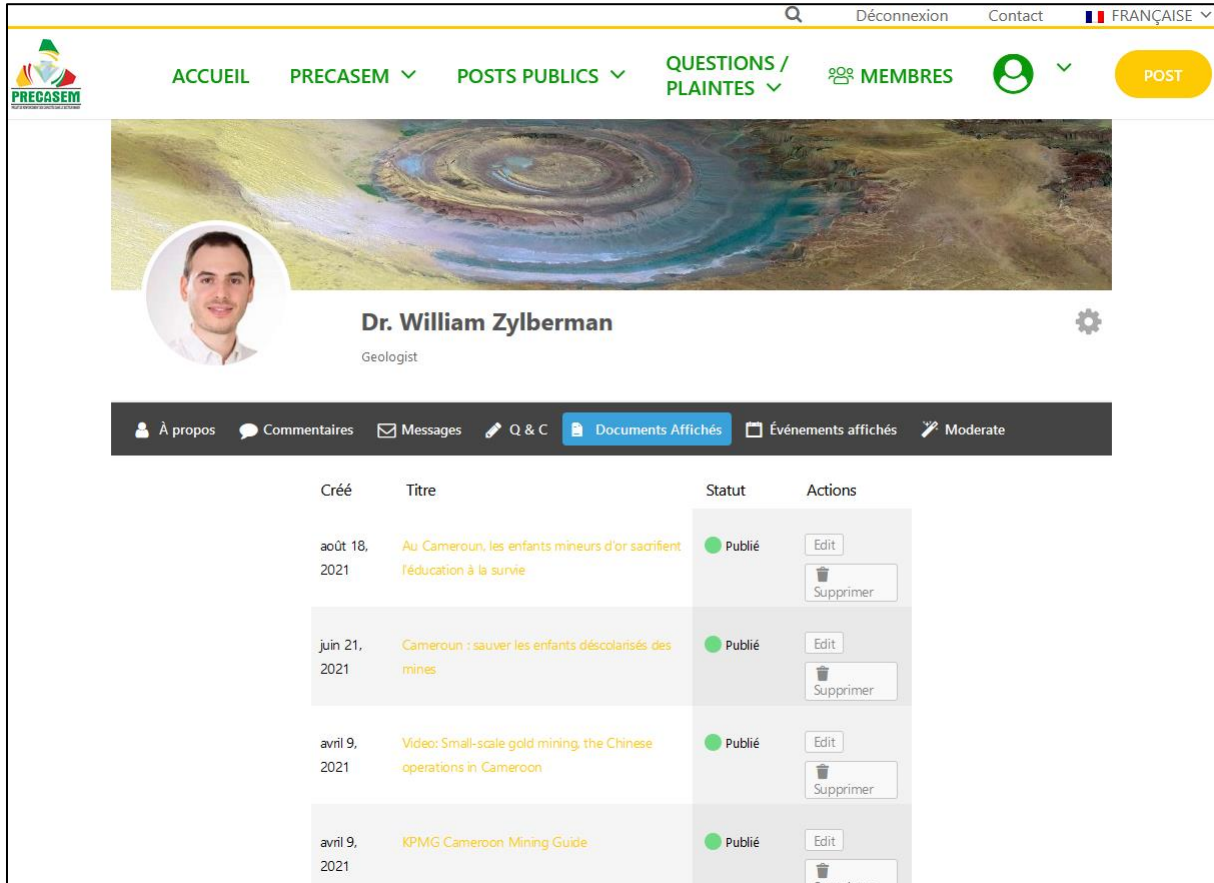 Déconnexion Contact FRANÇAISE
PRECASEM
ACCUEIL PRECASEM POSTS PUBLICS QUESTIONS / PLAINTES MEMBRES POST
Dr. William Zylberman
Geologist
À propos Commentaires Messages Q & C Documents Affichés Événements affichés Moderate
Créé Titre Statut Actions
août 18, Au Cameroun, les enfants mineurs d'or sacrifient Publié Edit
2021 l'éducation à la survie
Supprimer
juin 21, Cameroun : sauver les enfants déscolarisés des Publié Edit
2021 mines
Supprimer
avril 9, Video: Small-scale gold mining, the Chinese Publié Edit
2021 operations in Cameroon
Supprimer
avril 9, KPMG Cameroon Mining Guide Publié Edit
2021